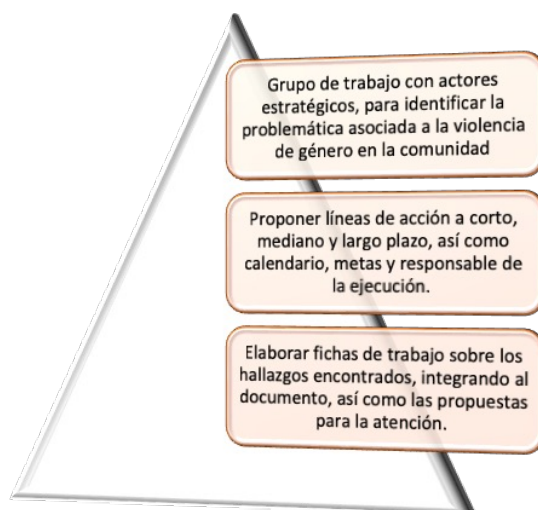 Grupo de trabajo con actores
estratégicos, para identificar la
problemática asociada a la violencia
de género en la comunidad
Proponer líneas de acción a corto,
mediano y largo plazo, así como
calendario, metas y responsable de
la ejecución.
Elaborar fichas de trabajo sobre los
hallazgos encontrados, integrando al
documento, así como las propuestas
para la atención.